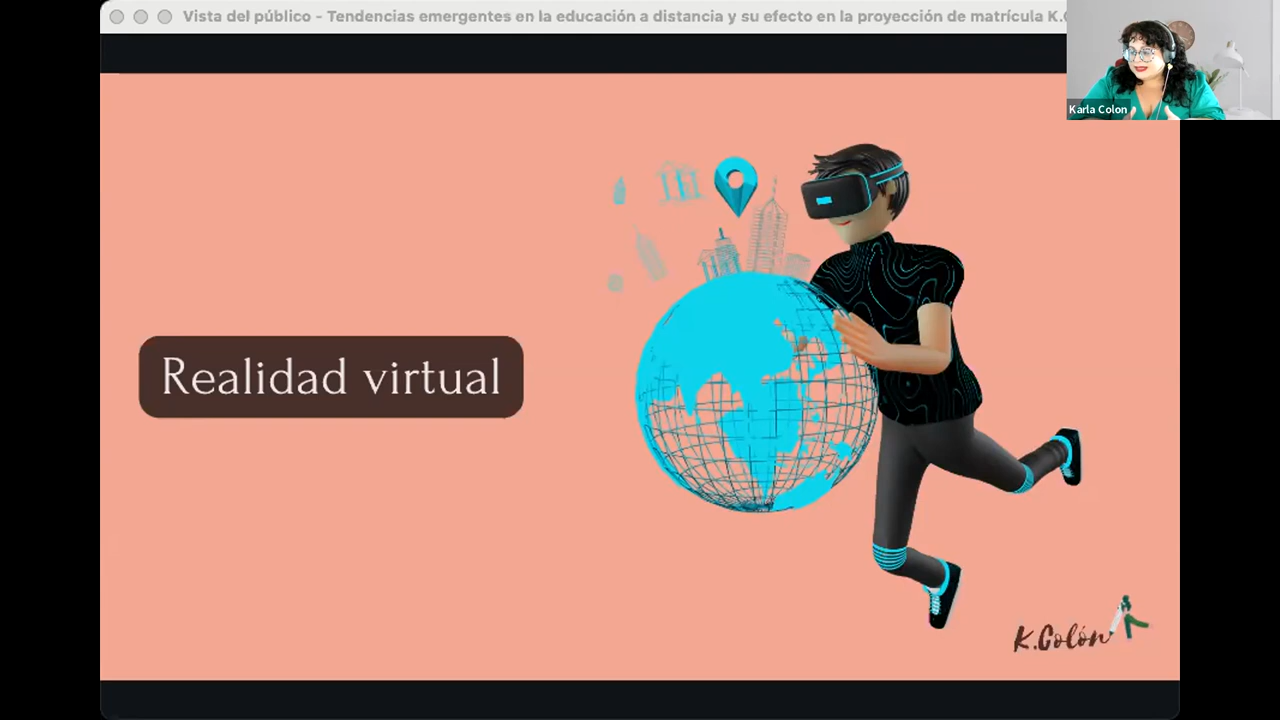 Vista del público - Tendencias emergentes en la educación a distancia y su efecto en la proyección de matrícula K.
Karla Colon
Realidad virtual
K.Colón